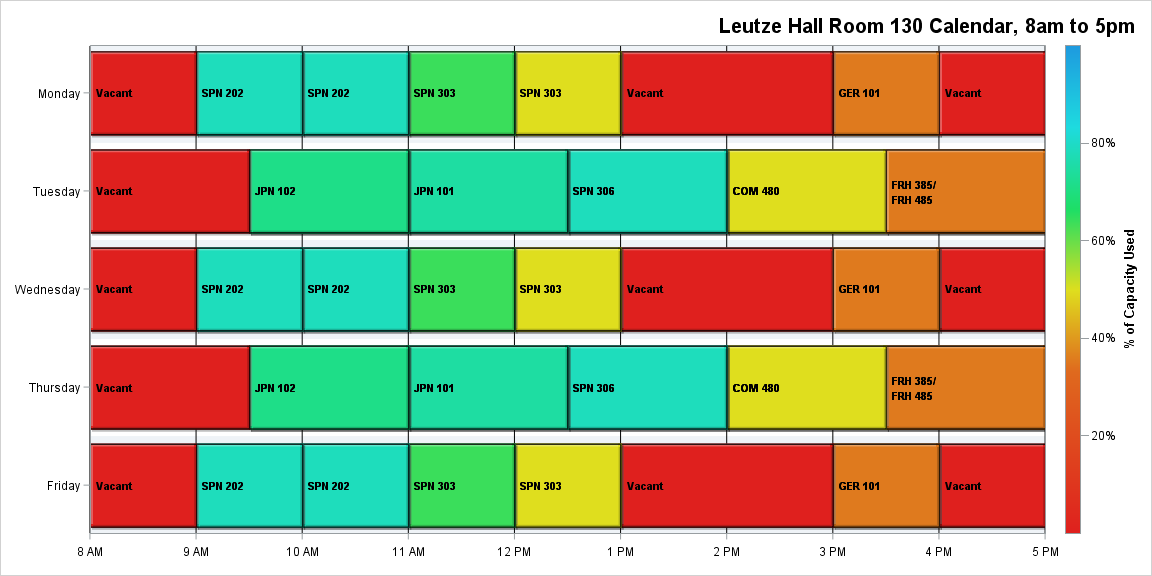 Leutze Hall Room 130 Calendar, 8am to 5pm
Monday
Vacant
SPN 202
SPN 202
SPN 303
SPN 303
Vacant
GER 101
Vacant
Tuesday
Vacant
JPN 102
JPN 101
SPN 306
COM 480
FRH 385/
FRH 485
Wednesday
Vacant
SPN 202
SPN 202
SPN 303
SPN 303
Vacant
GER 101
Vacant
Thursday
Vacant
JPN 102
JPN 101
SPN 306
COM 480
FRH 385/
FRH 485
Friday
Vacant
SPN 202
SPN 202
SPN 303
SPN 303
Vacant
GER 101
Vacant
8 AM
9 AM
10 AM
11 AM
12 PM
1 PM
2 PM
3 PM
4 PM
5 PM
80%
60%
40%
20%
% of Capacity Used